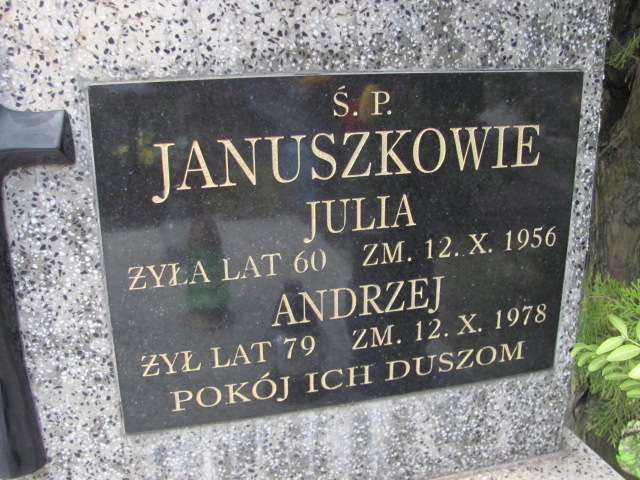 Ś. P.
JANUSZKOWIE
JULIA
ŻYŁA LAT 60 ZM. 12. X. 1956
ANDRZEJ
ŻYŁ LAT 79 ZM. 12. X. 1978
POKÓJ ICH DUSZOM